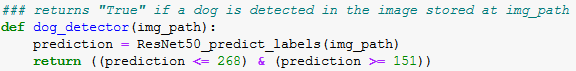 ### returns "True" if a dog is detected in the image stored at img_path
def dog_detector(img_path):
    prediction = ResNet50_predict_labels(img_path)
    return ((prediction <= 268) & (prediction >= 151))